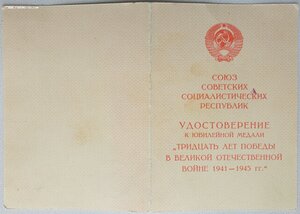 СОЮЗ
СОВЕТСКИХ
СОЦИАЛИСТИЧЕСКИХ
РЕСПУБЛИК
УДОСТОВЕРЕНИЕ
К ЮБИЛЕЙНОЙ МЕДАЛИ
„ТРИДЦАТЬ ЛЕТ ПОБЕДЫ
В ВЕЛИКОЙ ОТЕЧЕСТВЕННОЙ
ВОЙНЕ 1941—1945 гг.“